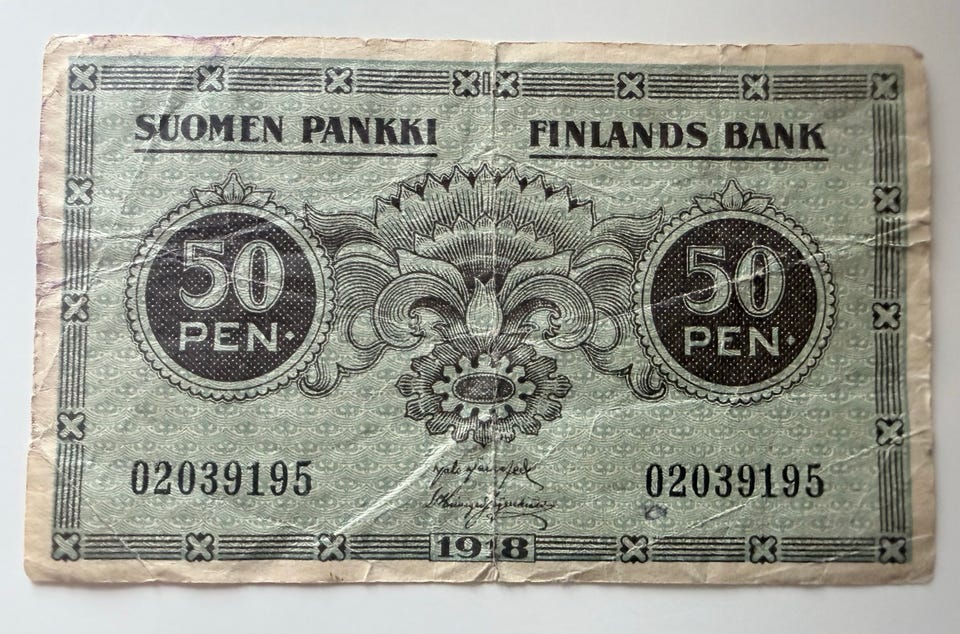 SUOMEN PANKKI FINLANDS BANK
50 50
PEN· PEN·
02039195 02039195
1918